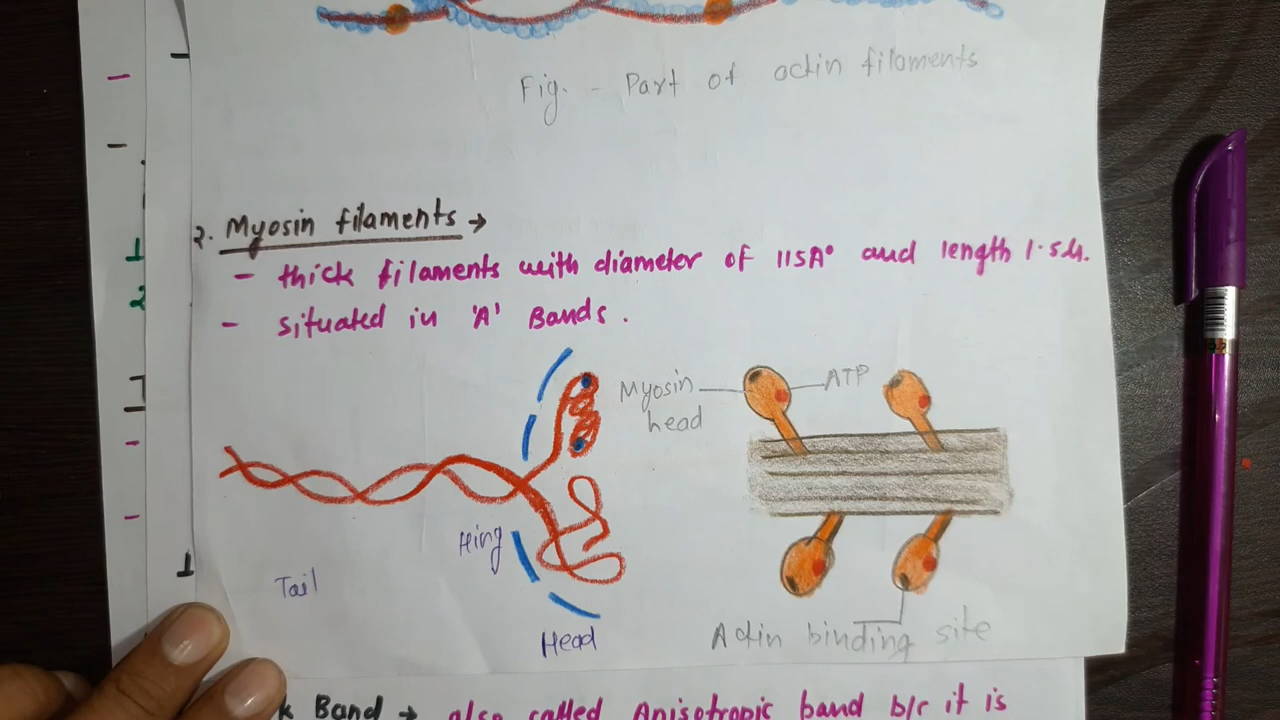 Fig. - Part of actin filaments
2. Myosin filaments →
- thick filaments with diameter of 115A° and length 1.5μ.
- situated in 'A' Bands.
Myosin head
ATP
Hing
Tail
Head
Actin binding site
k Band → also called Anisotropic band b/c it is